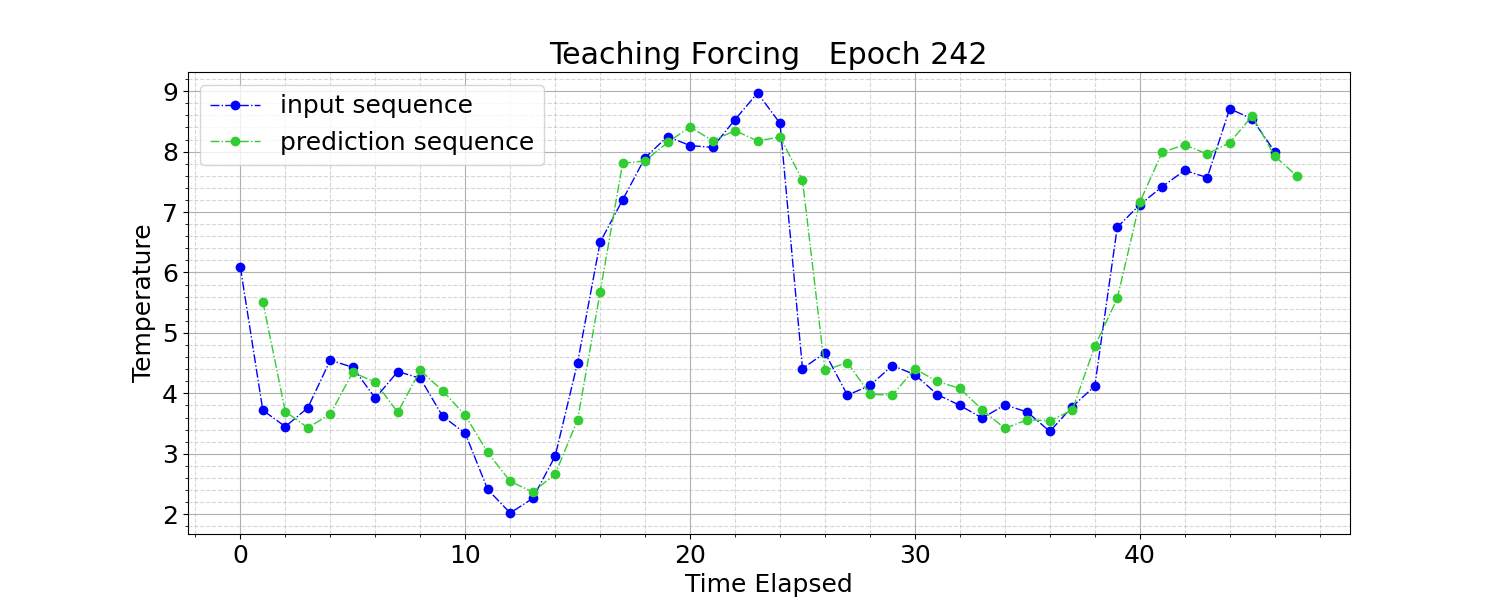 Teaching Forcing   Epoch 242
input sequence
prediction sequence
Temperature
9
8
7
6
5
4
3
2
0 10 20 30 40
Time Elapsed